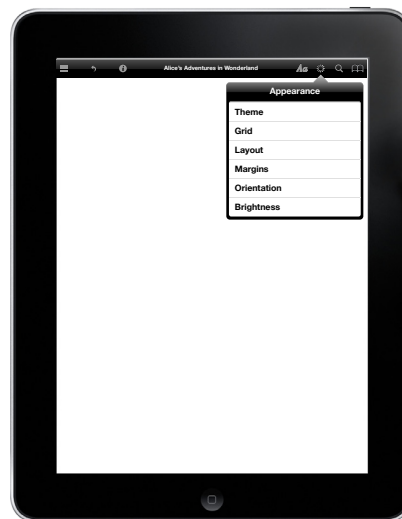 Alice's Adventures in Wonderland
Aa
Appearance
Theme
Grid
Layout
Margins
Orientation
Brightness